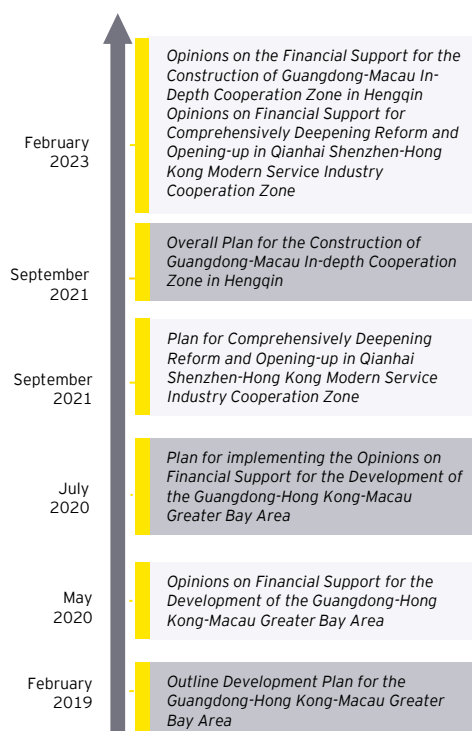 February
2023
Opinions on the Financial Support for the
Construction of Guangdong-Macau In-
Depth Cooperation Zone in Hengqin
Opinions on Financial Support for
Comprehensively Deepening Reform and
Opening-up in Qianhai Shenzhen-Hong
Kong Modern Service Industry
Cooperation Zone
September
2021
Overall Plan for the Construction of
Guangdong-Macau In-depth Cooperation
Zone in Hengqin
September
2021
Plan for Comprehensively Deepening
Reform and Opening-up in Qianhai
Shenzhen-Hong Kong Modern Service
Industry Cooperation Zone
July
2020
Plan for implementing the Opinions on
Financial Support for the Development of
the Guangdong-Hong Kong-Macau
Greater Bay Area
May
2020
Opinions on Financial Support for the
Development of the Guangdong-Hong
Kong-Macau Greater Bay Area
February
2019
Outline Development Plan for the
Guangdong-Hong Kong-Macau Greater
Bay Area